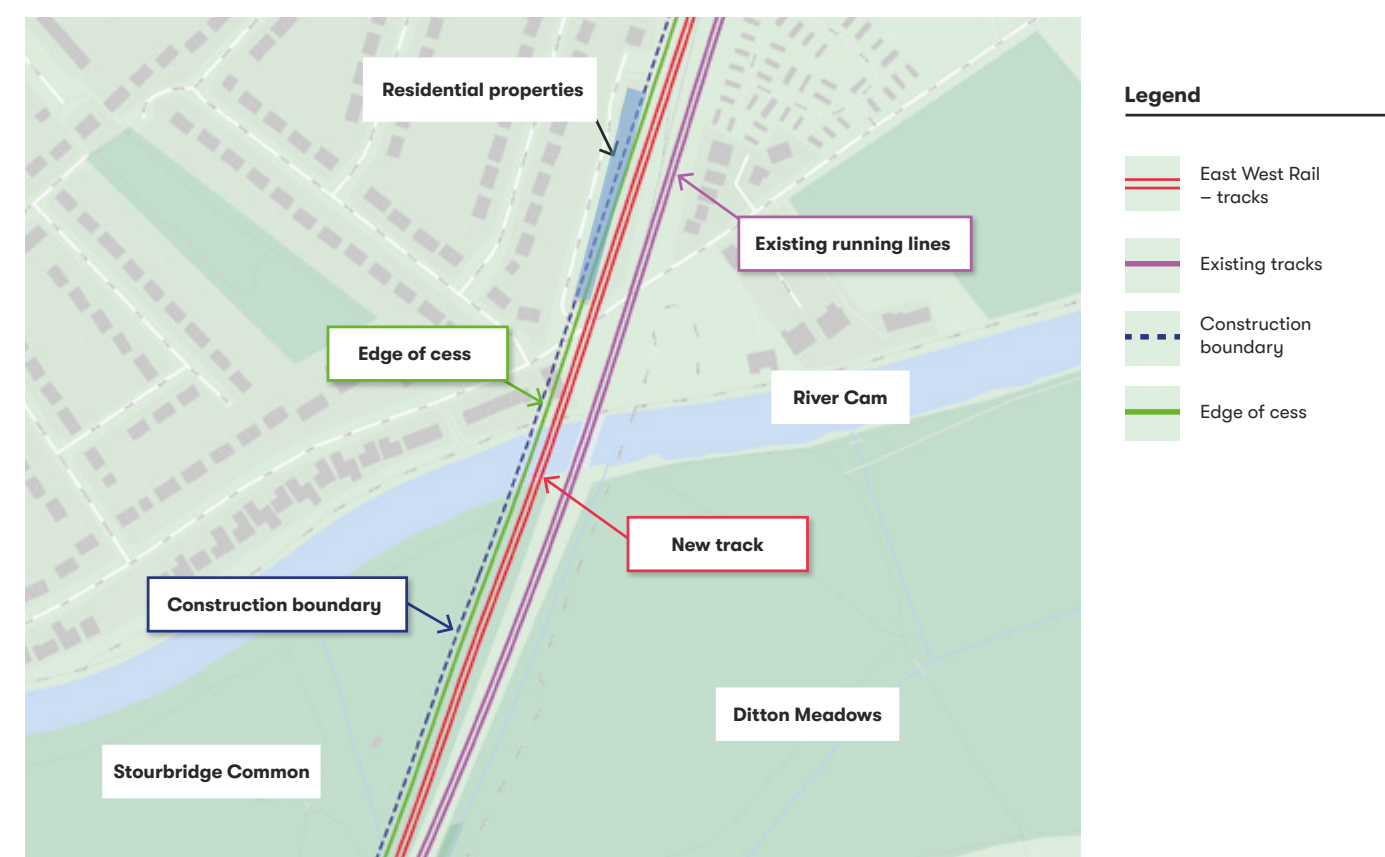 Residential properties
Existing running lines
Edge of cess
River Cam
New track
Construction boundary
Ditton Meadows
Stourbridge Common
Legend
East West Rail
– tracks
Existing tracks
Construction
boundary
Edge of cess